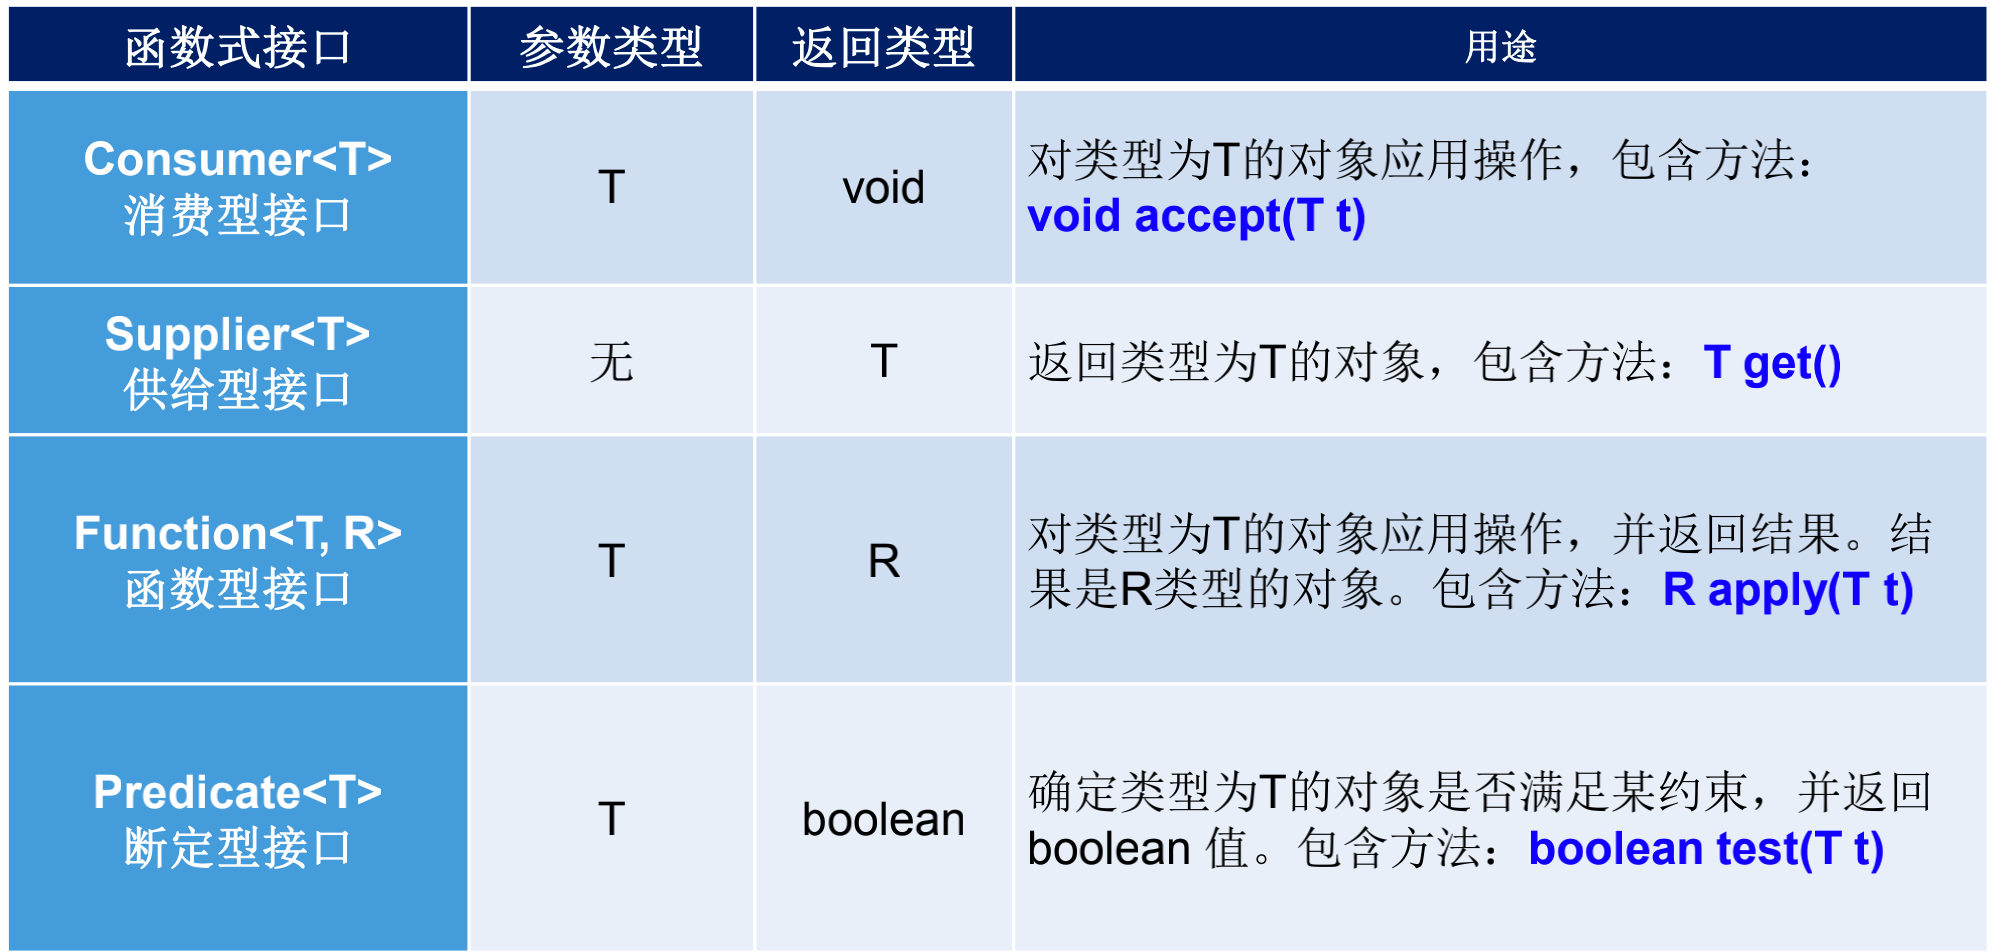 函数式接口 参数类型 返回类型 用途
Consumer<T>
消费型接口
T
void
对类型为T的对象应用操作，包含方法：
void accept(T t)
Supplier<T>
供给型接口
无
T
返回类型为T的对象，包含方法：T get()
Function<T, R>
函数型接口
T
R
对类型为T的对象应用操作，并返回结果。结
果是R类型的对象。包含方法：R apply(T t)
Predicate<T>
断定型接口
T
boolean
确定类型为T的对象是否满足某约束，并返回
boolean 值。包含方法：boolean test(T t)